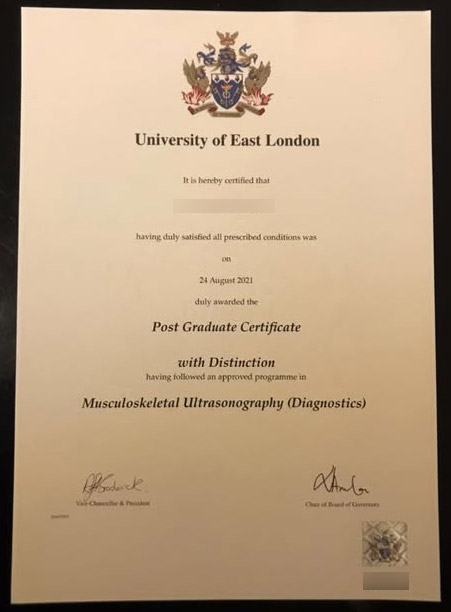 University of East London
It is hereby certified that
having duly satisfied all prescribed conditions was
on
24 August 2021
duly awarded the
Post Graduate Certificate
with Distinction
having followed an approved programme in
Musculoskeletal Ultrasonography (Diagnostics)
Vice-Chancellor & President
Chair of Board of Governors